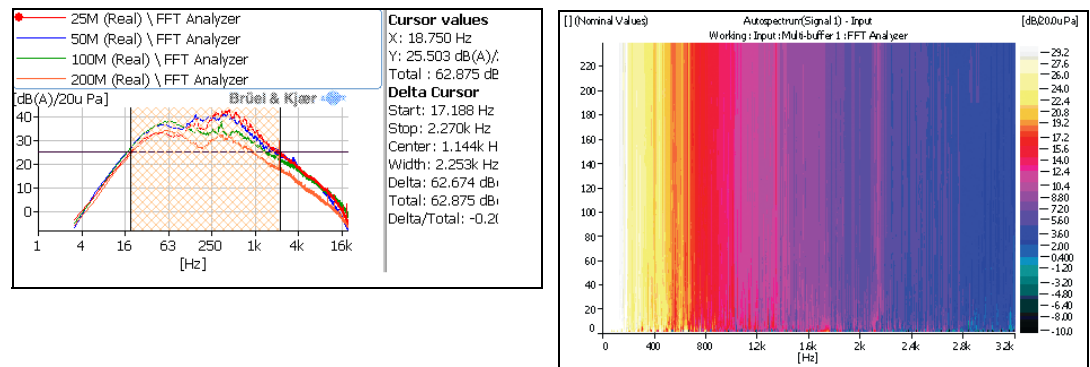 25M (Real) \ FFT Analyzer
50M (Real) \ FFT Analyzer
100M (Real) \ FFT Analyzer
200M (Real) \ FFT Analyzer
[dB(A)/20u Pa]
Brüel & Kjær
40
30
20
10
0
1 4 16 63 250 1k 4k 16k
[Hz]
Cursor values
X: 18.750 Hz
Y: 25.503 dB(A)/
Total : 62.875 dB
Delta Cursor
Start: 17.188 Hz
Stop: 2.270k Hz
Center: 1.144k H
Width: 2.253k Hz
Delta: 62.674 dB
Total: 62.875 dB
Delta/Total: -0.20
[] (Nominal Values) Autospectrum(Signal 1) - Input [dB/20.0u Pa]
Working : Input : Multi-buffer 1 : FFT Analyzer
220
200
180
160
140
120
100
80
60
40
20
0
0 400 800 1.2k 1.6k 2k 2.4k 2.8k 3.2k
[Hz]
29.2
27.6
26.0
24.0
22.4
20.8
19.2
17.2
15.6
14.0
12.4
10.4
8.80
7.20
5.60
3.60
2.00
0.400
-1.20
-3.20
-4.80
-6.40
-8.00
-10.0